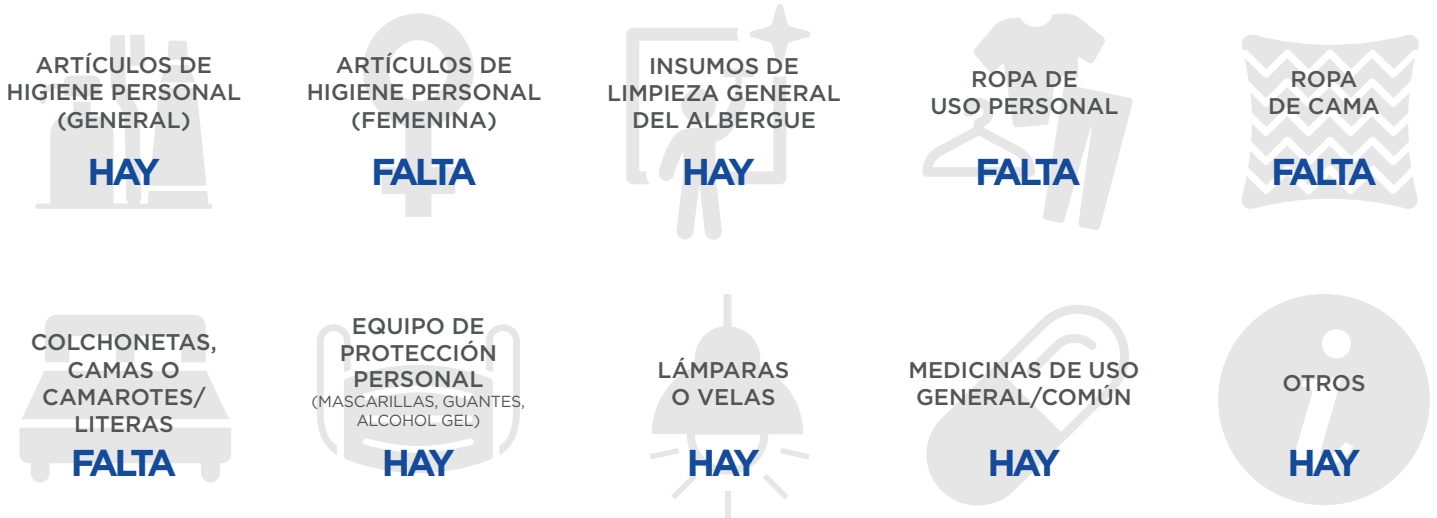 ARTÍCULOS DE
HIGIENE PERSONAL
(GENERAL)
HAY
ARTÍCULOS DE
HIGIENE PERSONAL
(FEMENINA)
FALTA
INSUMOS DE
LIMPIEZA GENERAL
DEL ALBERGUE
HAY
ROPA DE
USO PERSONAL
FALTA
ROPA
DE CAMA
FALTA
COLCHONETAS,
CAMAS O
CAMAROTES/
LITERAS
FALTA
EQUIPO DE
PROTECCIÓN
PERSONAL
(MASCARILLAS, GUANTES,
ALCOHOL GEL)
HAY
LÁMPARAS
O VELAS
HAY
MEDICINAS DE USO
GENERAL/COMÚN
HAY
OTROS
HAY